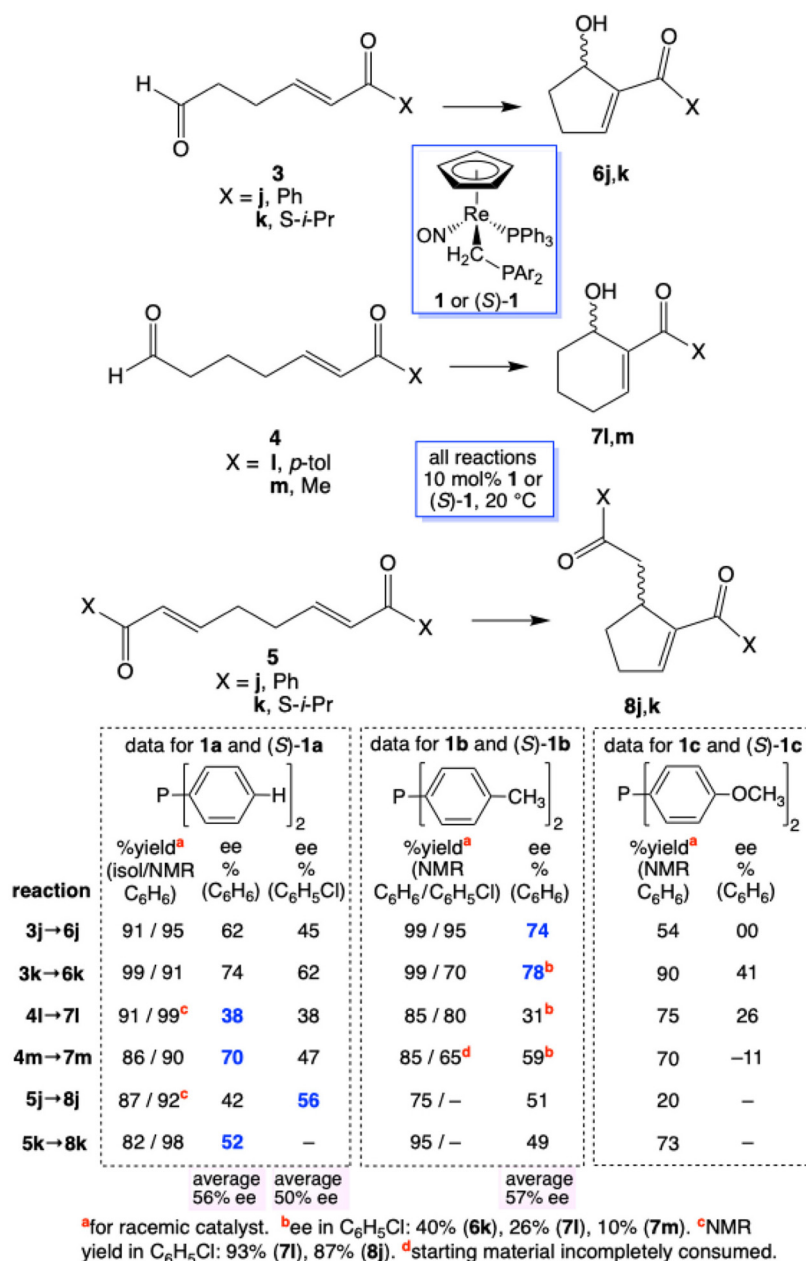 O
OH
O
H
X
X
O
3
6j,k
X = j, Ph
k, S-i-Pr
Re
ON
PPh3
H2C
PAr2
1 or (S)-1
O
O
OH
O
H
X
X
4
7l,m
X = l, p-tol
m, Me
all reactions
10 mol% 1 or
(S)-1, 20 °C
X
O
O
O
X
X
O
X
5
8j,k
X = j, Ph
k, S-i-Pr
data for 1a and (S)-1a
data for 1b and (S)-1b
data for 1c and (S)-1c
P [ H ]2
P [ CH3 ]2
P [ OCH3 ]2
%yielda ee ee %yielda ee %yielda ee
(isol/NMR % % (NMR % (NMR %
reaction C6H6) (C6H6) (C6H5Cl) C6H6/C6H5Cl) (C6H6) C6H6) (C6H6)
3j→6j 91 / 95 62 45 99 / 95 74 54 00
3k→6k 99 / 91 74 62 99 / 70 78b 90 41
4l→7l 91 / 99c 38 38 85 / 80 31b 75 26
4m→7m 86 / 90 70 47 85 / 65d 59b 70 –11
5j→8j 87 / 92c 42 56 75 / – 51 20 –
5k→8k 82 / 98 52 – 95 / – 49 73 –
average average average
56% ee 50% ee 57% ee
afor racemic catalyst. bee in C6H5Cl: 40% (6k), 26% (7l), 10% (7m). cNMR
yield in C6H5Cl: 93% (7l), 87% (8j). dstarting material incompletely consumed.